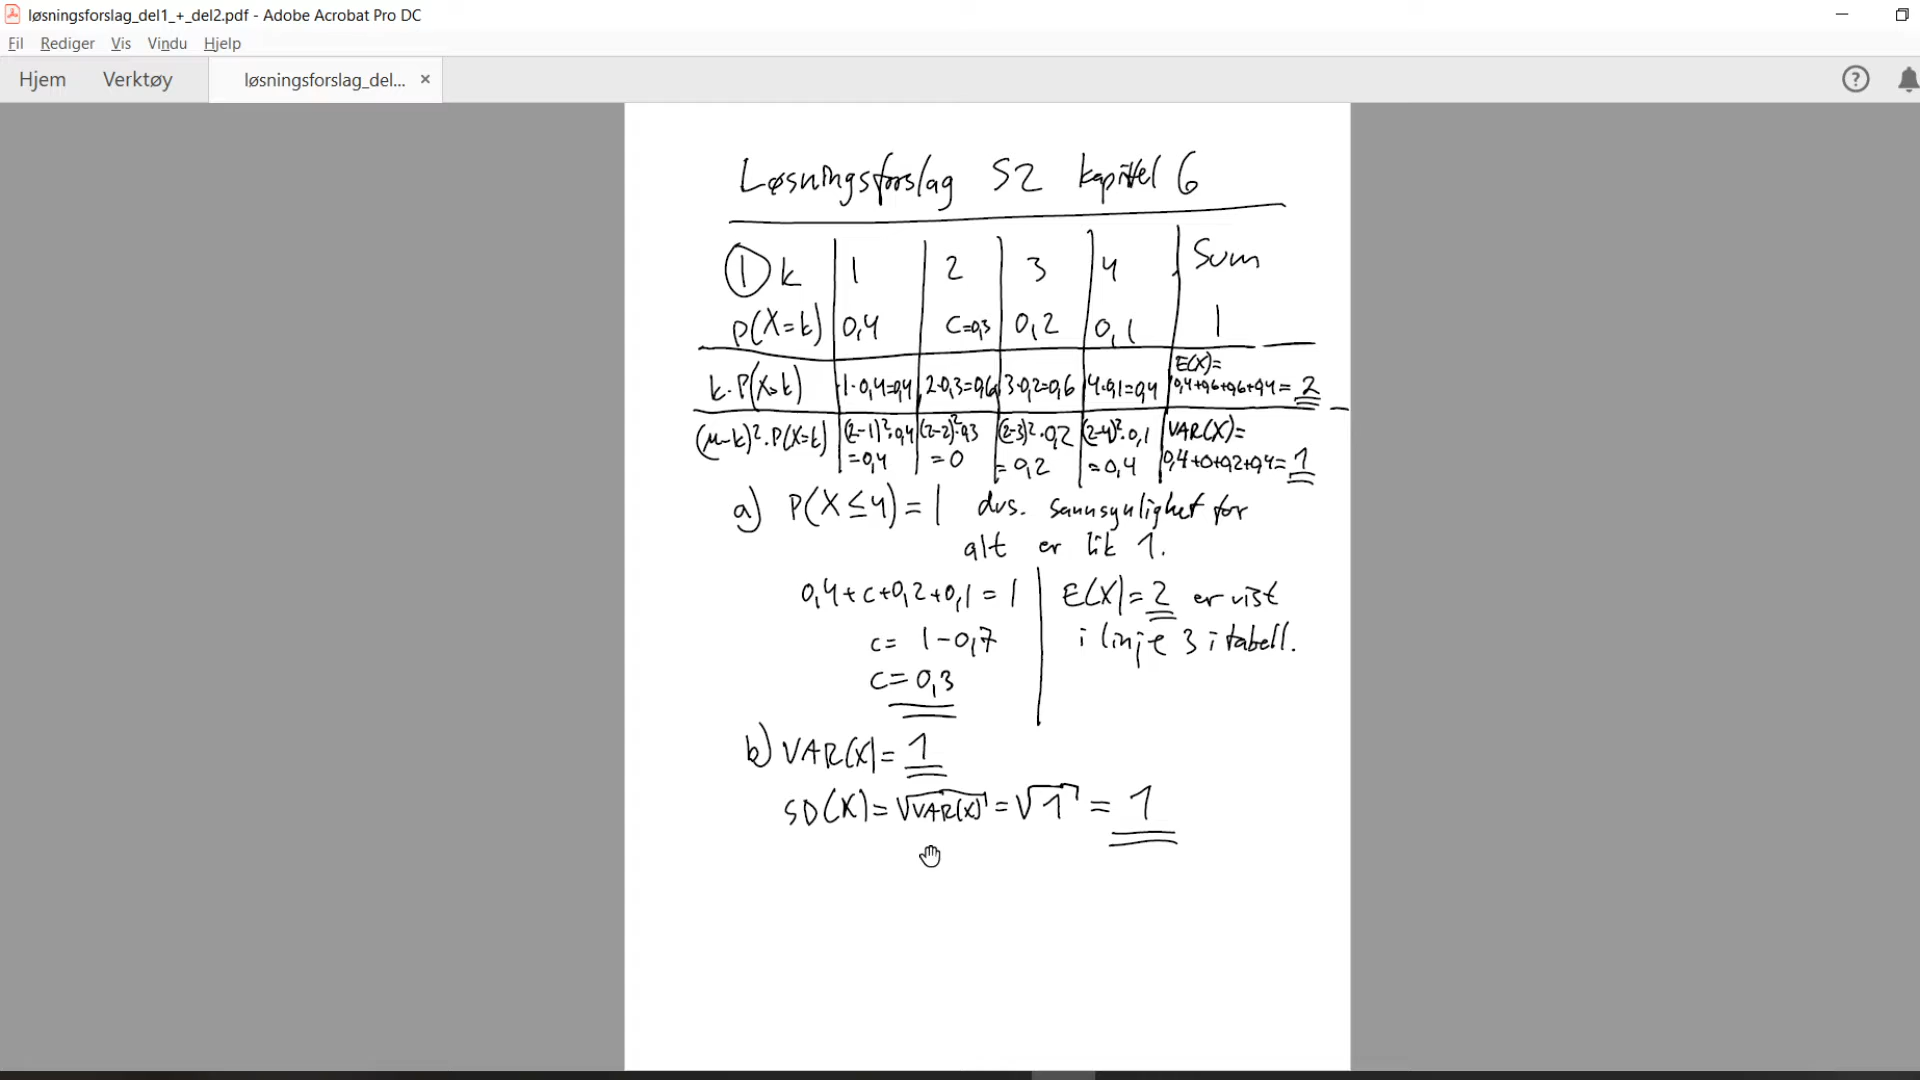 løsningsforslag_del1_+_del2.pdf - Adobe Acrobat Pro DC
Fil Rediger Vis Vindu Hjelp
Hjem Verktøy løsningsforslag_del... × ?
Løsningsforslag S2 kapittel 6
① k 1 2 3 4 Sum
P(X=k) 0,4 C=0,3 0,2 0,1 1
k·P(X=k) 1·0,4=0,4 2·0,3=0,6 3·0,2=0,6 4·0,1=0,4 E(X)= 0,4+0,6+0,6+0,4= 2
(μ-k)²·P(X=k) (2-1)²·0,4 =0,4 (2-2)²·0,3 =0 (2-3)²·0,2 =0,2 (2-4)²·0,1 =0,4 VAR(X)= 0,4+0+0,2+0,4= 1
a) P(X≤4)=1 dvs. sannsynlighet for
alt er lik 1.
0,4+c+0,2+0,1=1
c= 1-0,7
c=0,3
E(X)=2 er vist
i linje 3 i tabell.
b) VAR(X)= 1
SD(X)=√VAR(X)=√1 = 1